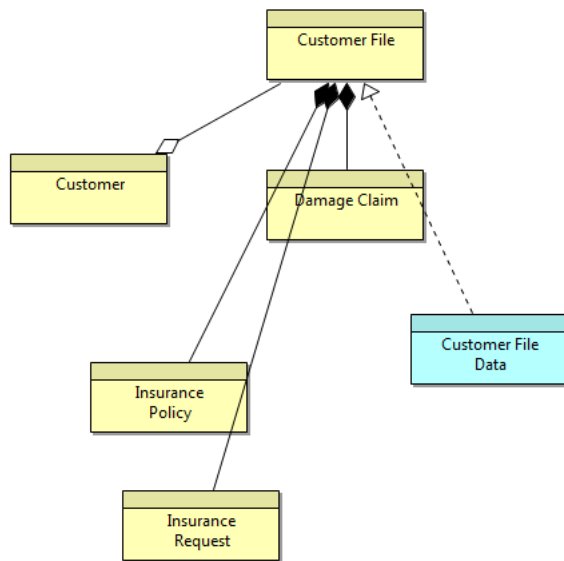 Customer File
Customer
Damage Claim
Customer File
Data
Insurance
Policy
Insurance
Request